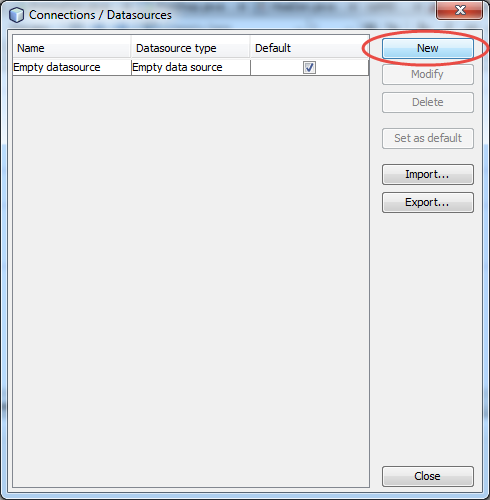 Connections / Datasources
Name Datasource type Default
Empty datasource Empty data source
New
Modify
Delete
Set as default
Import...
Export...
Close